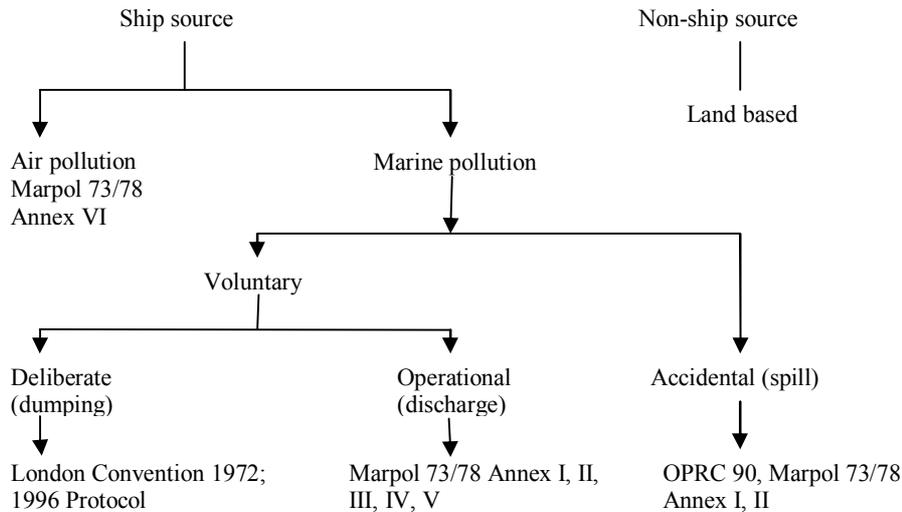 Ship source
Non-ship source
Land based
Air pollution
Marpol 73/78
Annex VI
Marine pollution
Voluntary
Deliberate
(dumping)
Operational
(discharge)
Accidental (spill)
London Convention 1972;
1996 Protocol
Marpol 73/78 Annex I, II,
III, IV, V
OPRC 90, Marpol 73/78
Annex I, II